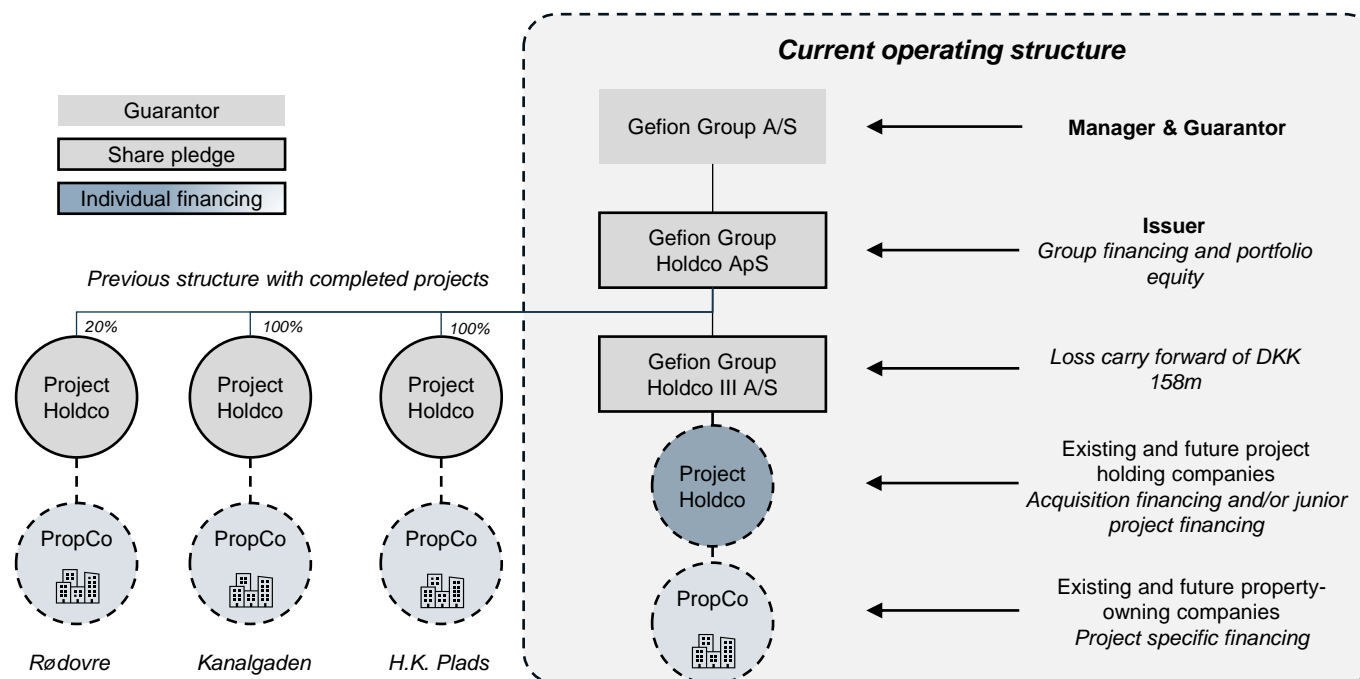 Current operating structure
Guarantor
Share pledge
Individual financing
Gefion Group A/S
Manager & Guarantor
Gefion Group
Holdco ApS
Issuer
Group financing and portfolio
equity
Previous structure with completed projects
20%
100%
100%
Project
Holdco
Project
Holdco
Project
Holdco
Gefion Group
Holdco III A/S
Loss carry forward of DKK
158m
Project
Holdco
Existing and future project
holding companies
Acquisition financing and/or junior
project financing
PropCo
PropCo
PropCo
PropCo
Existing and future property-
owning companies
Project specific financing
Rødovre
Kanalgaden
H.K. Plads